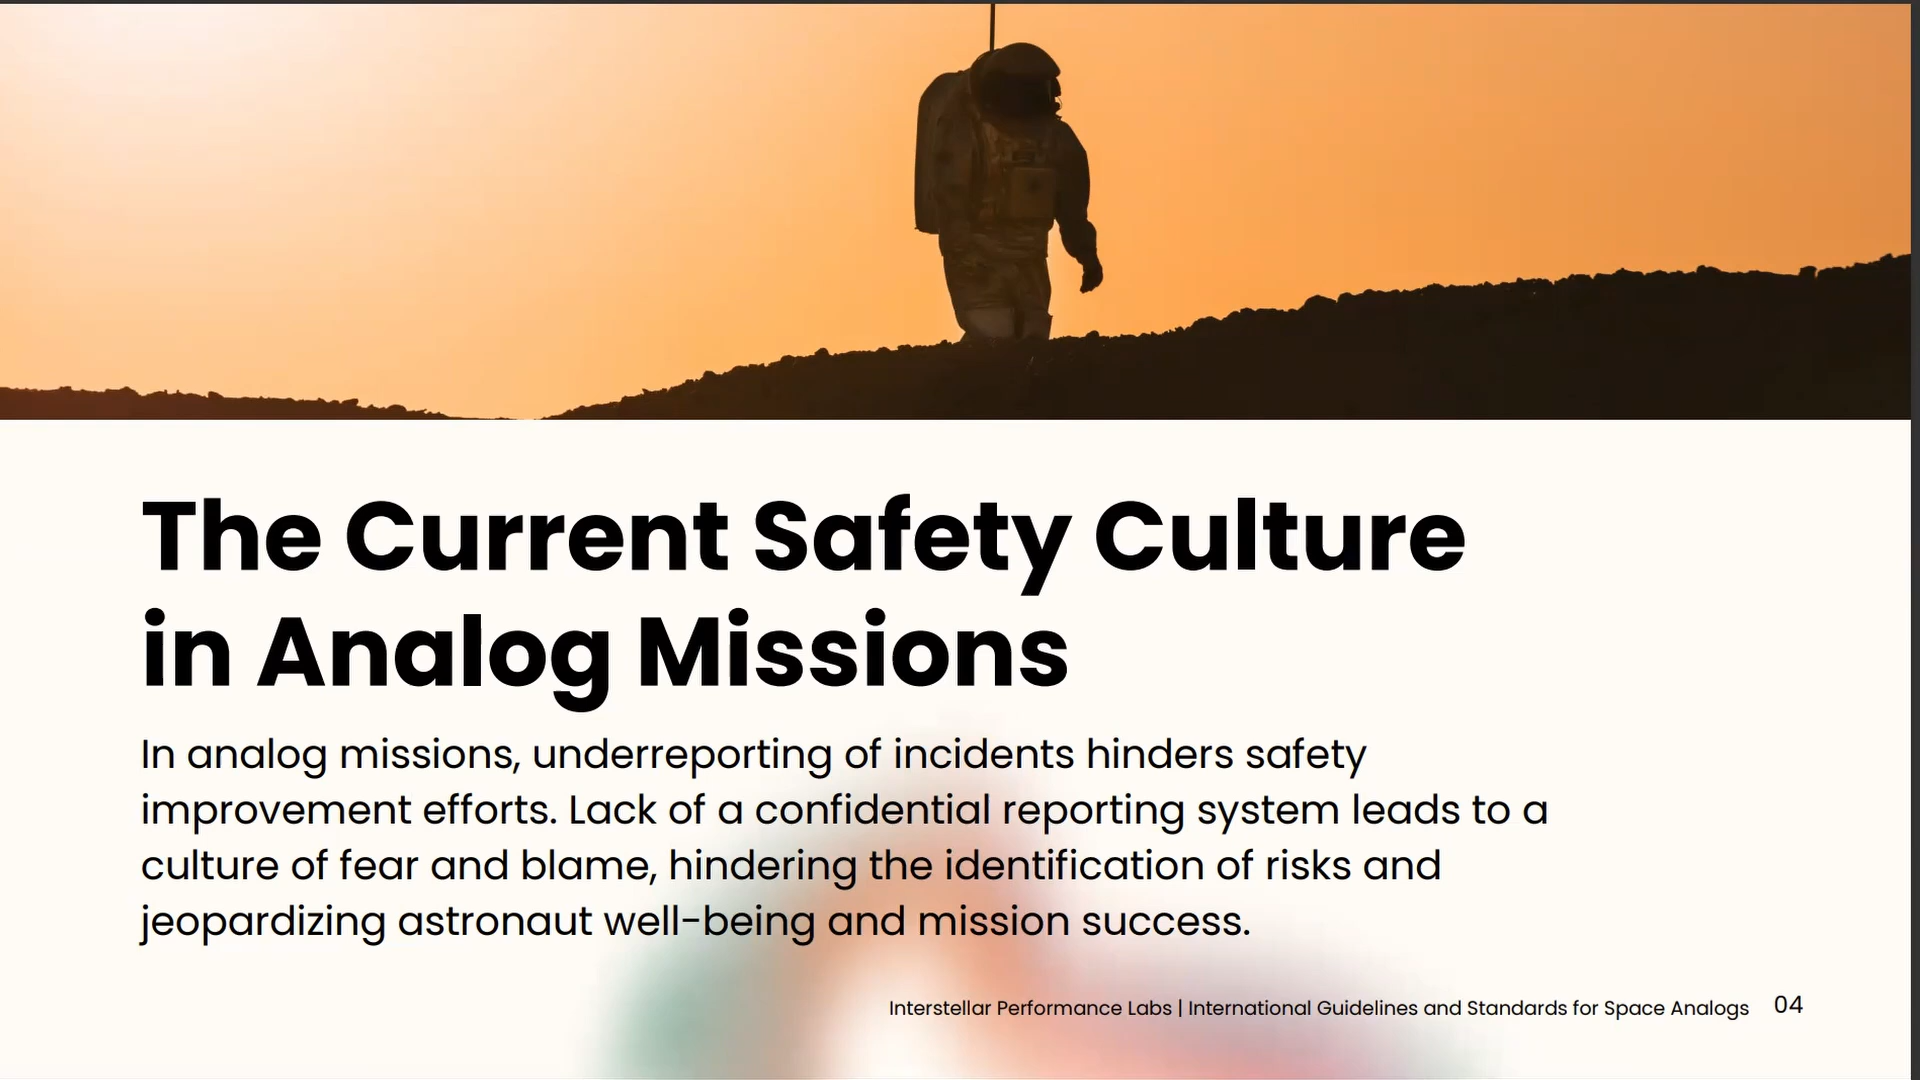 The Current Safety Culture
in Analog Missions
In analog missions, underreporting of incidents hinders safety
improvement efforts. Lack of a confidential reporting system leads to a
culture of fear and blame, hindering the identification of risks and
jeopardizing astronaut well-being and mission success.
Interstellar Performance Labs | International Guidelines and Standards for Space Analogs 04